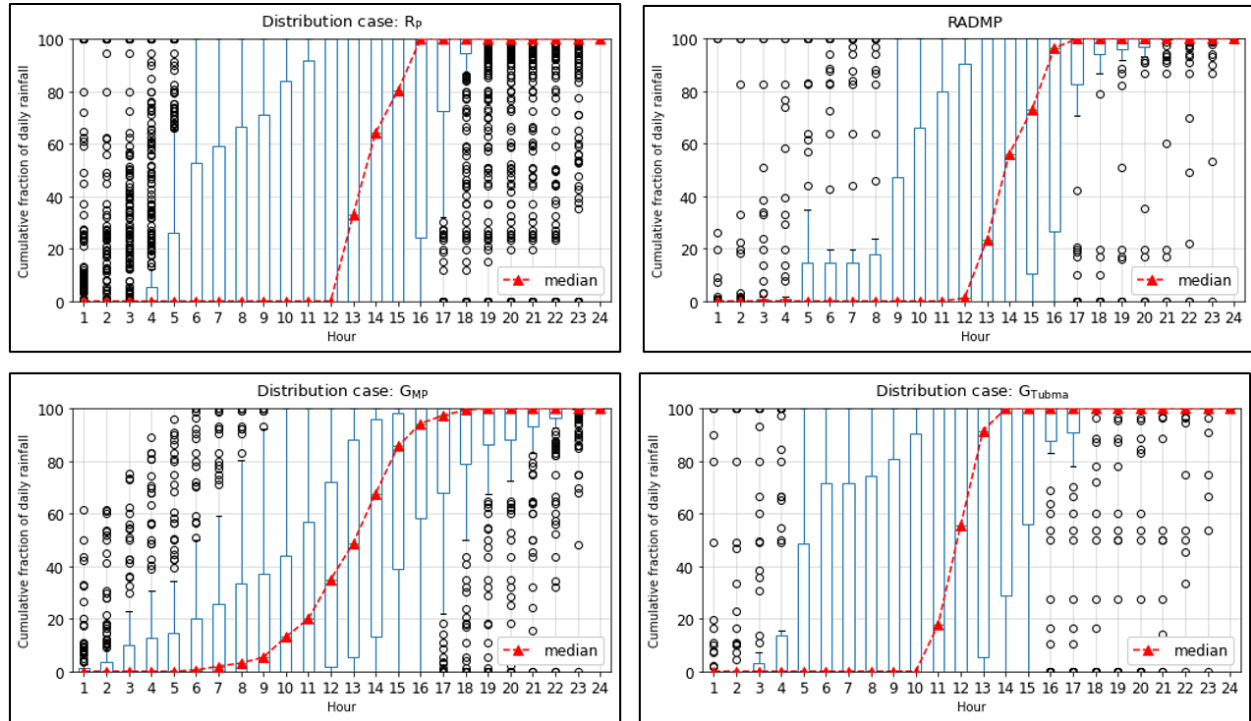 Distribution case: R_P
Cumulative fraction of daily rainfall
100
80
60
40
20
0
median
1 2 3 4 5 6 7 8 9 10 11 12 13 14 15 16 17 18 19 20 21 22 23 24
Hour
RADMP
Cumulative fraction of daily rainfall
100
80
60
40
20
0
median
1 2 3 4 5 6 7 8 9 10 11 12 13 14 15 16 17 18 19 20 21 22 23 24
Hour
Distribution case: G_MP
Cumulative fraction of daily rainfall
100
80
60
40
20
0
median
1 2 3 4 5 6 7 8 9 10 11 12 13 14 15 16 17 18 19 20 21 22 23 24
Hour
Distribution case: G_Tubma
Cumulative fraction of daily rainfall
100
80
60
40
20
0
median
1 2 3 4 5 6 7 8 9 10 11 12 13 14 15 16 17 18 19 20 21 22 23 24
Hour